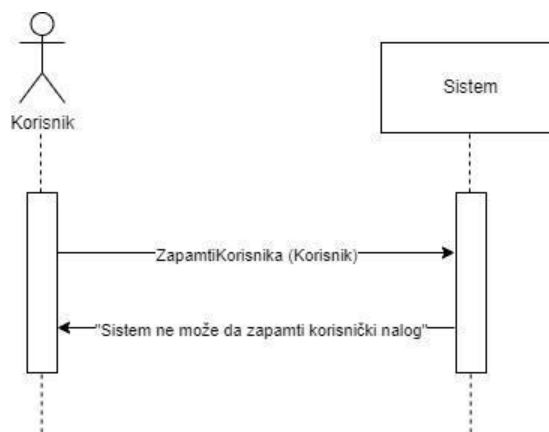 Sistem
Korisnik
ZapamtiKorisnika (Korisnik)
"Sistem ne može da zapamti korisnički nalog"